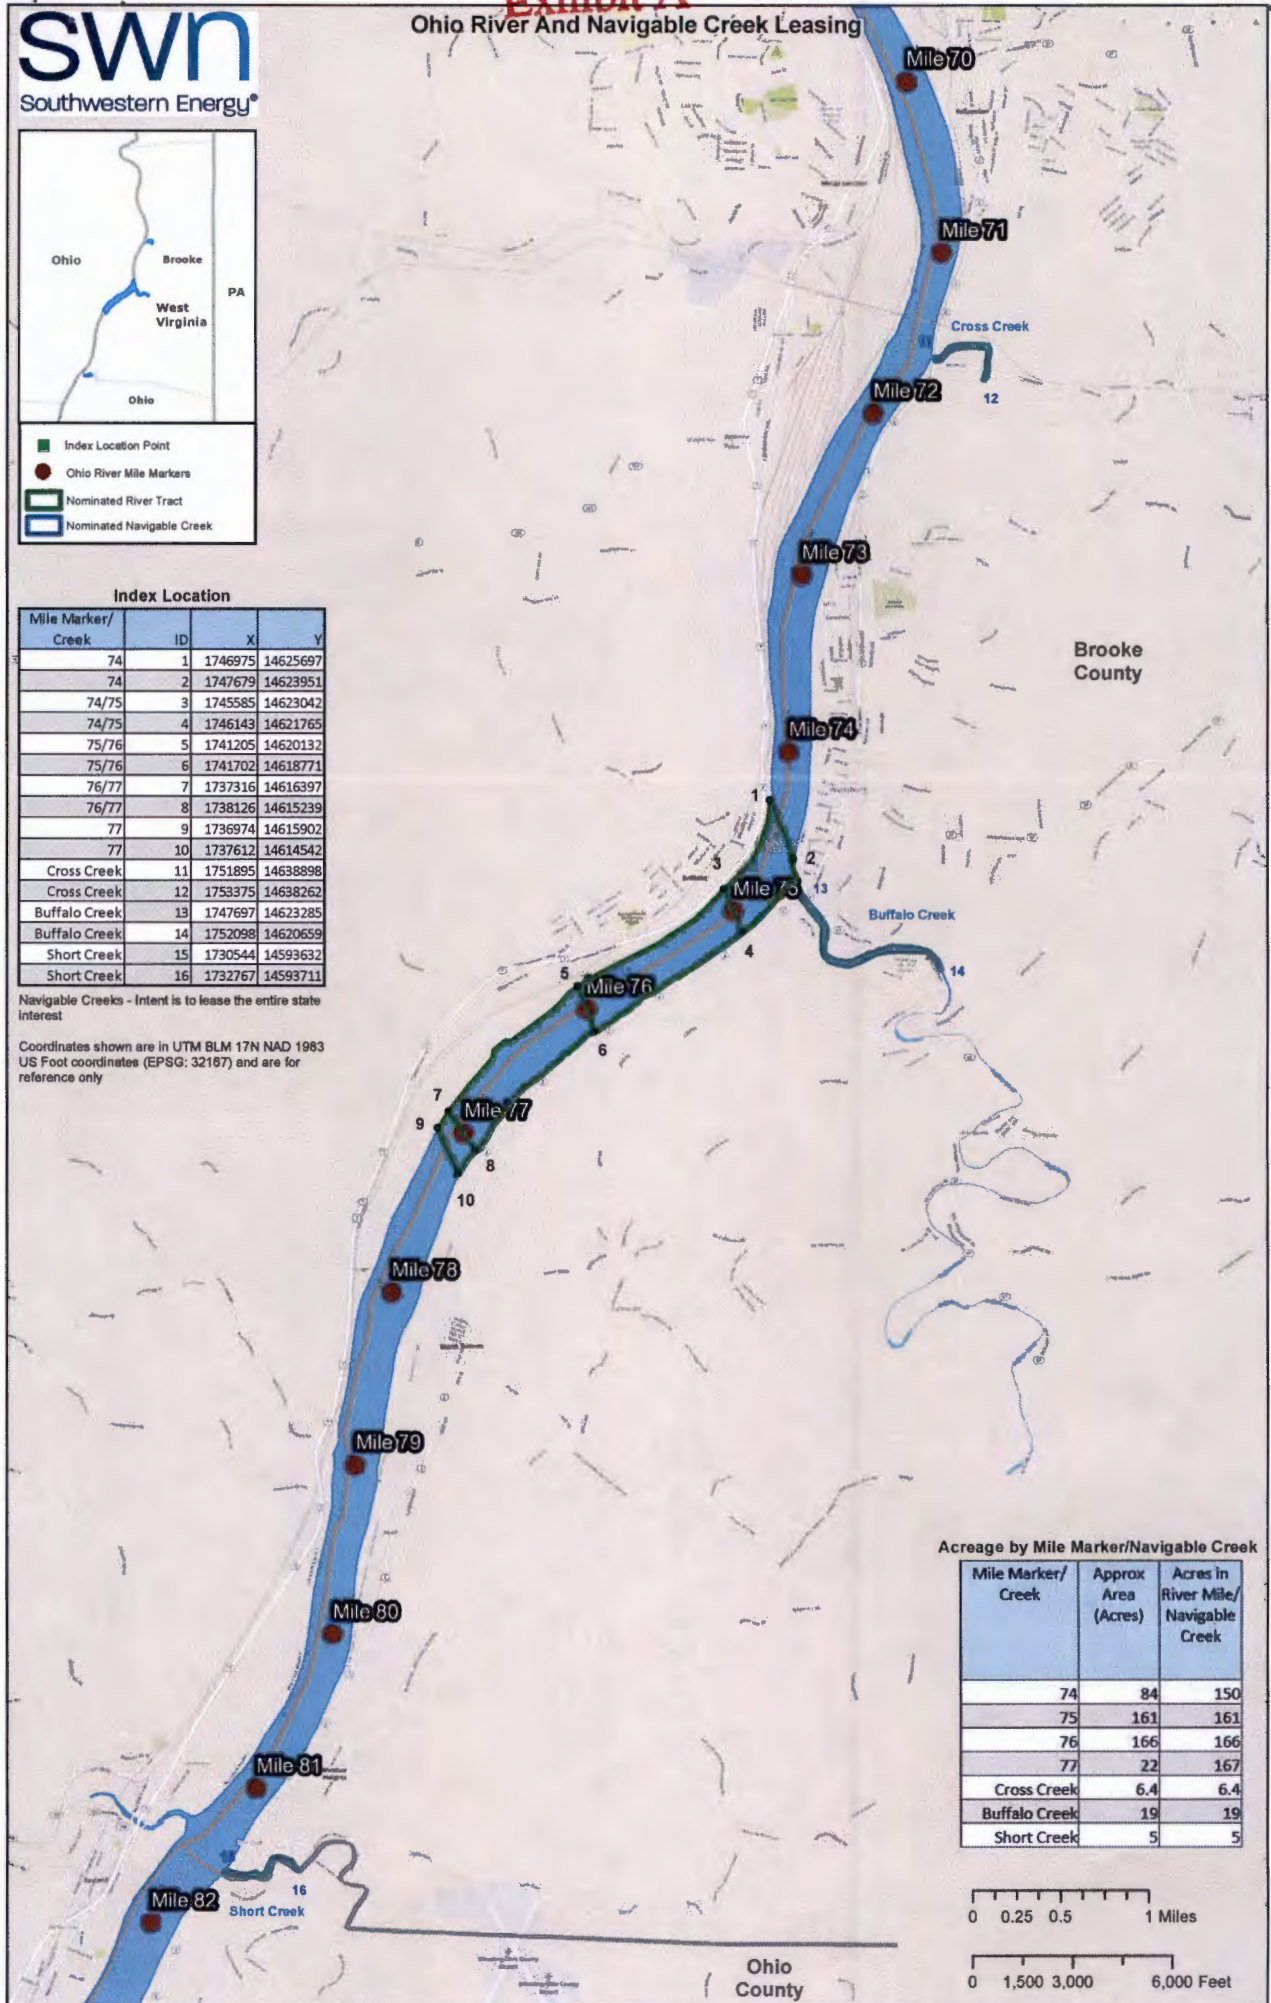 Exhibit A
Ohio River And Navigable Creek Leasing
swn
Southwestern Energy®
Ohio
Brooke
PA
West
Virginia
Ohio
Index Location Point
Ohio River Mile Markers
Nominated River Tract
Nominated Navigable Creek
Index Location
Mile Marker/ Creek ID X Y
74 1 1746975 14625697
74 2 1747679 14623951
74/75 3 1745585 14623042
74/75 4 1746143 14621765
75/76 5 1741205 14620132
75/76 6 1741702 14618771
76/77 7 1737316 14616397
76/77 8 1738126 14615239
77 9 1736974 14615902
77 10 1737612 14614542
Cross Creek 11 1751895 14638898
Cross Creek 12 1753375 14638262
Buffalo Creek 13 1747697 14623285
Buffalo Creek 14 1752098 14620659
Short Creek 15 1730544 14593632
Short Creek 16 1732767 14593711
Navigable Creeks - Intent is to lease the entire state
interest
Coordinates shown are in UTM BLM 17N NAD 1983
US Foot coordinates (EPSG: 32167) and are for
reference only
Mile 70
Mile 71
Cross Creek
11
12
Mile 72
Mile 73
Brooke
County
Mile 74
1
2
3
Mile 75
13
Buffalo Creek
4
14
5
Mile 76
6
7
Mile 77
9
8
10
Mile 78
Mile 79
Mile 80
Mile 81
Windsor
Heights
15
16
Mile 82
Short Creek
Ohio
County
Acreage by Mile Marker/Navigable Creek
Mile Marker/ Creek Approx Area (Acres) Acres in River Mile/ Navigable Creek
74 84 150
75 161 161
76 166 166
77 22 167
Cross Creek 6.4 6.4
Buffalo Creek 19 19
Short Creek 5 5
0 0.25 0.5 1 Miles
0 1,500 3,000 6,000 Feet